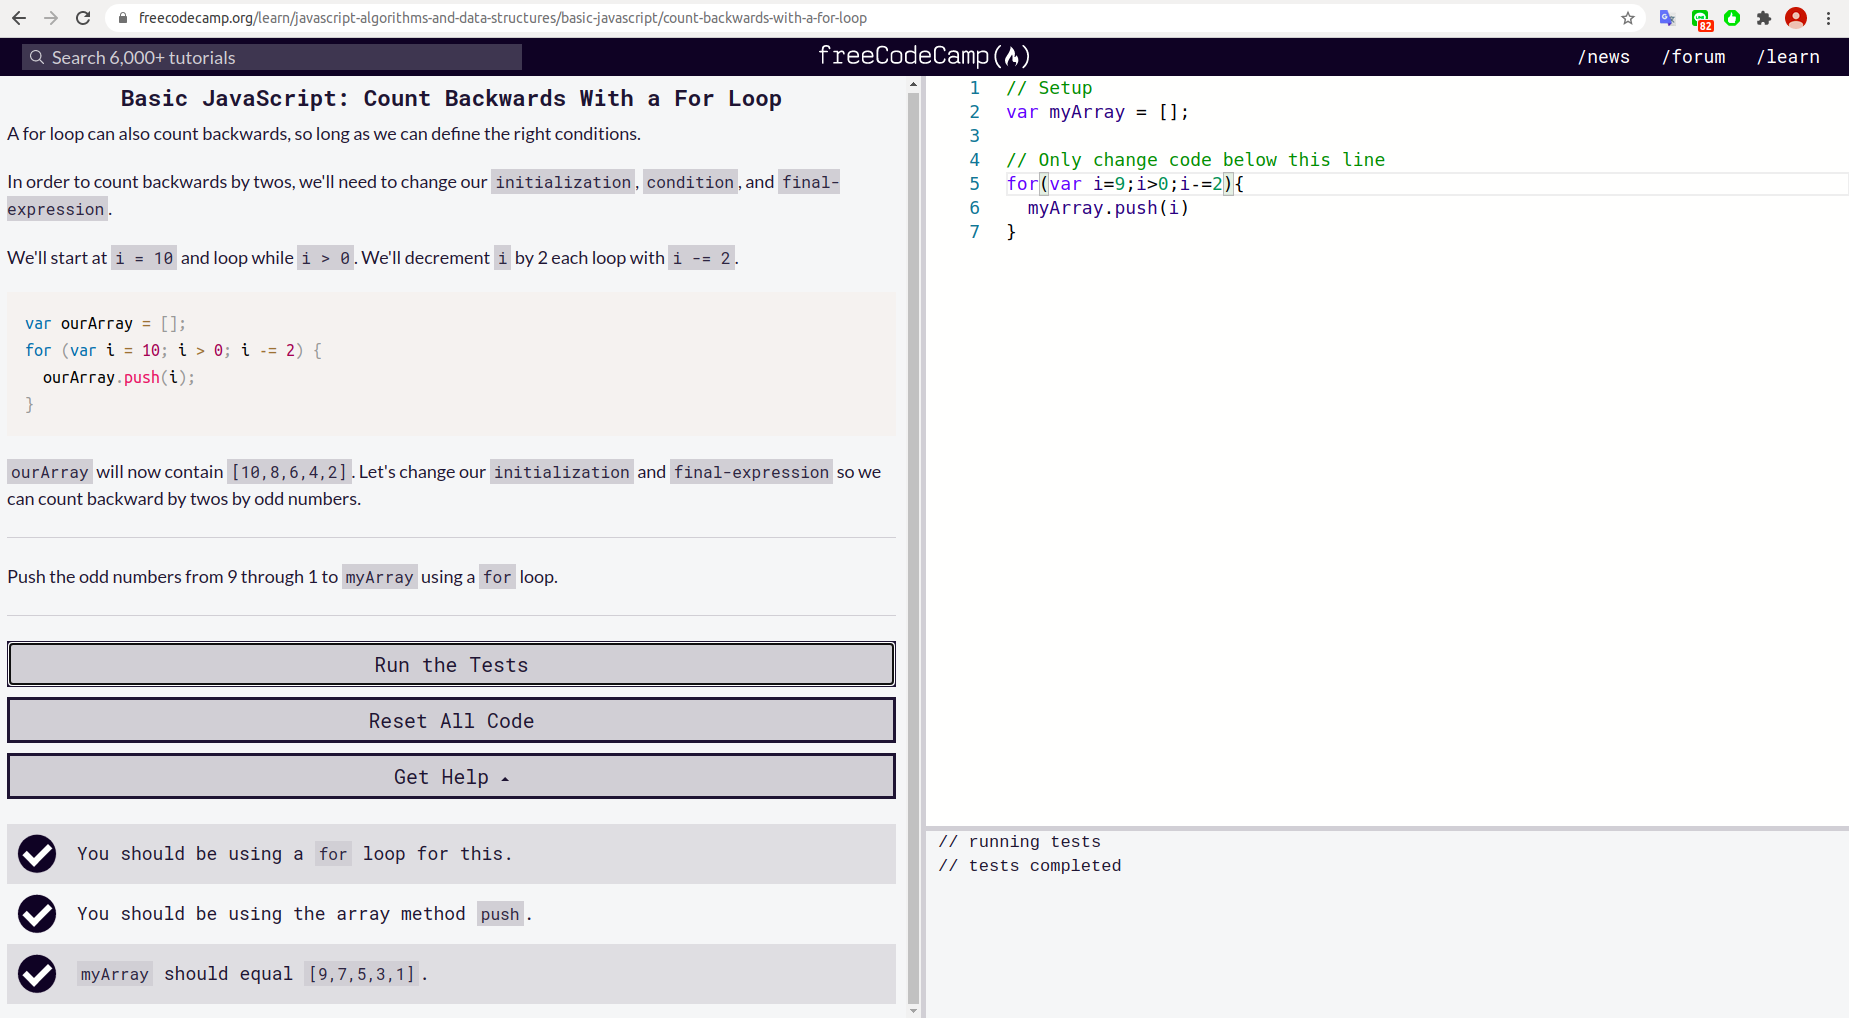 freecodecamp.org/learn/javascript-algorithms-and-data-structures/basic-javascript/count-backwards-with-a-for-loop
82
Search 6,000+ tutorials
freeCodeCamp
/news
/forum
/learn
Basic JavaScript: Count Backwards With a For Loop
A for loop can also count backwards, so long as we can define the right conditions.
In order to count backwards by twos, we'll need to change our initialization, condition, and final-
expression.
We'll start at i = 10 and loop while i > 0. We'll decrement i by 2 each loop with i -= 2.
var ourArray = [];
for (var i = 10; i > 0; i -= 2) {
  ourArray.push(i);
}
ourArray will now contain [10,8,6,4,2]. Let's change our initialization and final-expression so we
can count backward by twos by odd numbers.
Push the odd numbers from 9 through 1 to myArray using a for loop.
Run the Tests
Reset All Code
Get Help
You should be using a for loop for this.
You should be using the array method push.
myArray should equal [9,7,5,3,1].
1 // Setup
2 var myArray = [];
3
4 // Only change code below this line
5 for(var i=9;i>0;i-=2){
6   myArray.push(i)
7 }
// running tests
// tests completed